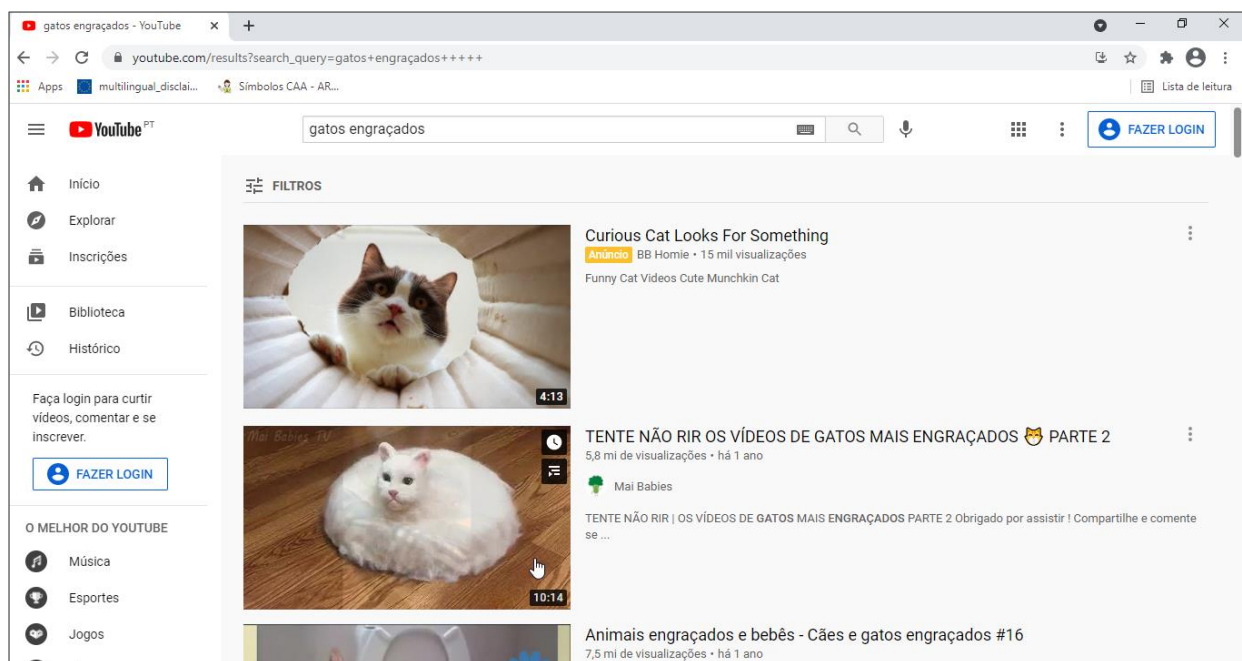 gatos engraçados - YouTube
youtube.com/results?search_query=gatos+engraçados+++++
Apps
multilingual_disclai...
Símbolos CAA - AR...
Lista de leitura
YouTube PT
gatos engraçados
FAZER LOGIN
Início
Explorar
Inscrições
Biblioteca
Histórico
Faça login para curtir
vídeos, comentar e se
inscrever.
FAZER LOGIN
O MELHOR DO YOUTUBE
Música
Esportes
Jogos
FILTROS
4:13
Curious Cat Looks For Something
Anúncio BB Homie • 15 mil visualizações
Funny Cat Videos Cute Munchkin Cat
Mai Babies TV
10:14
TENTE NÃO RIR OS VÍDEOS DE GATOS MAIS ENGRAÇADOS 🐱 PARTE 2
5,8 mi de visualizações • há 1 ano
Mai Babies
TENTE NÃO RIR | OS VÍDEOS DE GATOS MAIS ENGRAÇADOS PARTE 2 Obrigado por assistir ! Compartilhe e comente
se ...
Animais engraçados e bebês - Cães e gatos engraçados #16
7,5 mi de visualizações • há 1 ano